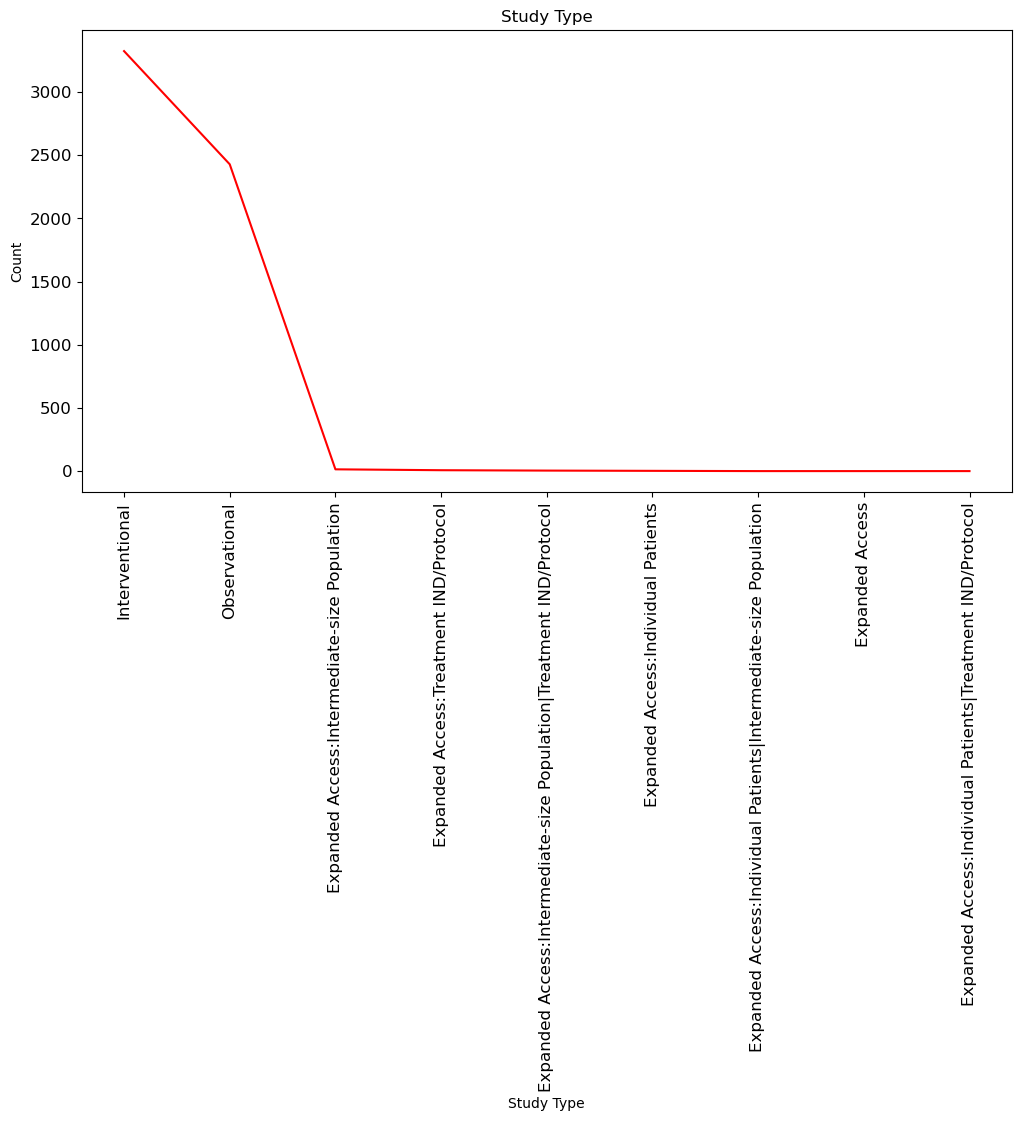 Study Type
Count
3000
2500
2000
1500
1000
500
0
Interventional
Observational
Expanded Access:Intermediate-size Population
Expanded Access:Treatment IND/Protocol
Expanded Access:Intermediate-size Population|Treatment IND/Protocol
Expanded Access:Individual Patients
Expanded Access:Individual Patients|Intermediate-size Population
Expanded Access
Expanded Access:Individual Patients|Treatment IND/Protocol
Study Type